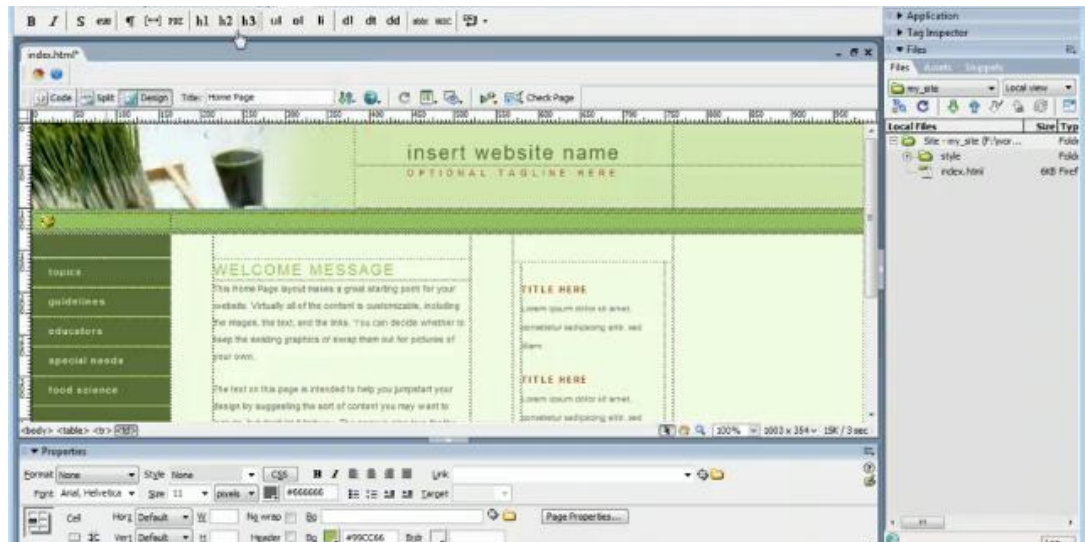 B I S em ¶ [""] PRE h1 h2 h3 ul ol li dl dt dd
Application
Tag Inspector
Files
index.html*
Files Assets Snippets
Code Split Design Title: Home Page Check Page
my_site Local view
Local Files Size Typ
Site - my_site (F:\wor... Folde
style Folde
index.html 6KB Firef
insert website name
OPTIONAL TAGLINE HERE
topics
guidelines
educators
special needs
food science
WELCOME MESSAGE
This Home Page layout makes a great starting point for your
website. Virtually all of the content is customizable, including
the images, the text, and the links. You can decide whether to
keep the existing graphics or swap them out for pictures of
your own.
The text on this page is intended to help you jumpstart your
design by suggesting the sort of content you may want to
TITLE HERE
Lorem ipsum dolor sit amet,
consetetur sadipscing elitr, sed
diam
TITLE HERE
Lorem ipsum dolor sit amet,
consetetur sadipscing elitr, sed
<body> <table> <tr> <td> 100% 1003 x 354 15K / 3 sec
Properties
Format None Style None CSS B I Link
Font Arial, Helvetica Size 11 pixels #666666 Target
Cell Horz Default W No wrap Bg Page Properties...
Vert Default H Header Bg #99CC66 Brdr